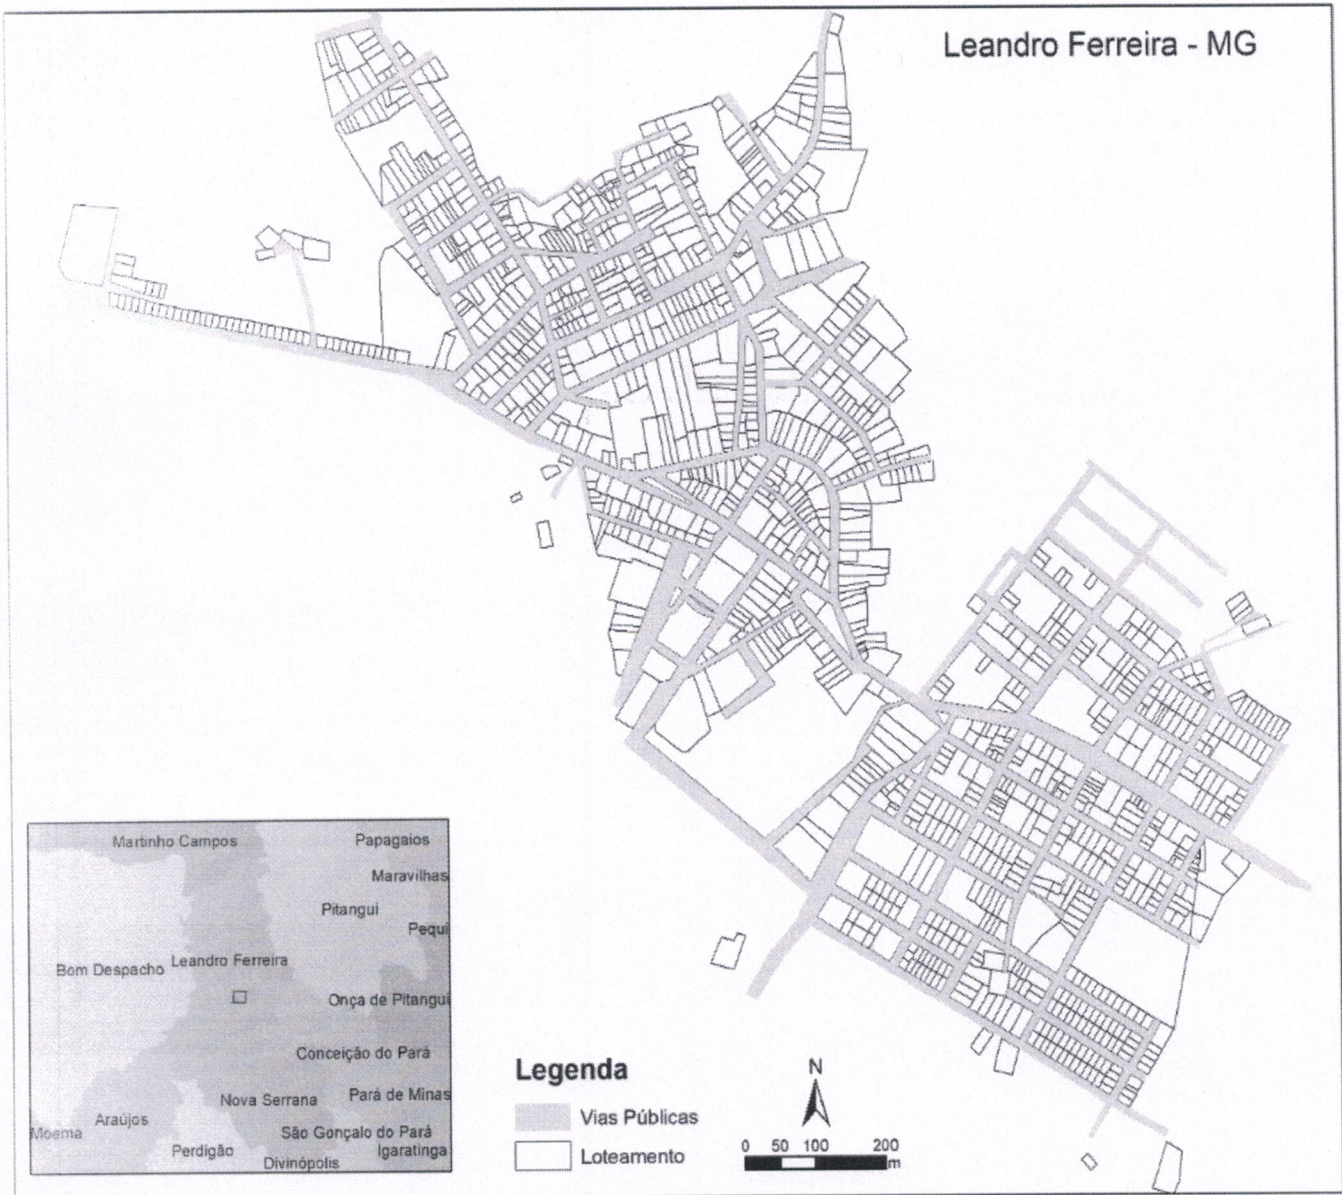 Leandro Ferreira - MG
Martinho Campos
Papagaios
Maravilhas
Pitangui
Pequi
Bom Despacho
Leandro Ferreira
Onça de Pitangui
Conceição do Pará
Nova Serrana
Pará de Minas
Araújos
Moema
São Gonçalo do Pará
Perdigão
Igaratinga
Divinópolis
Legenda
Vias Públicas
Loteamento
N
0 50 100 200
m